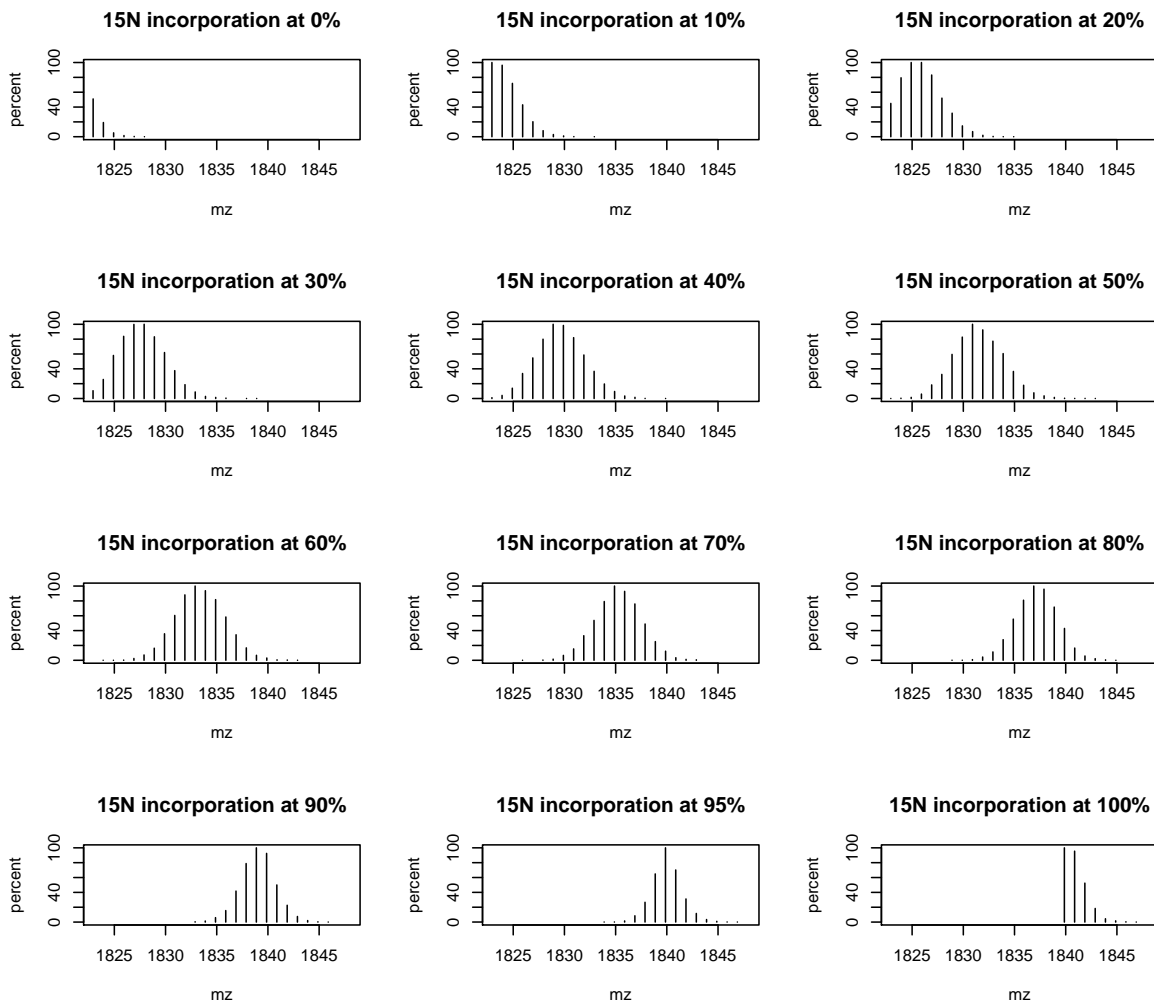 15N incorporation at 0%
percent
0 40 100
1825 1830 1835 1840 1845
mz
15N incorporation at 10%
percent
0 40 100
1825 1830 1835 1840 1845
mz
15N incorporation at 20%
percent
0 40 100
1825 1830 1835 1840 1845
mz
15N incorporation at 30%
percent
0 40 100
1825 1830 1835 1840 1845
mz
15N incorporation at 40%
percent
0 40 100
1825 1830 1835 1840 1845
mz
15N incorporation at 50%
percent
0 40 100
1825 1830 1835 1840 1845
mz
15N incorporation at 60%
percent
0 40 100
1825 1830 1835 1840 1845
mz
15N incorporation at 70%
percent
0 40 100
1825 1830 1835 1840 1845
mz
15N incorporation at 80%
percent
0 40 100
1825 1830 1835 1840 1845
mz
15N incorporation at 90%
percent
0 40 100
1825 1830 1835 1840 1845
mz
15N incorporation at 95%
percent
0 40 100
1825 1830 1835 1840 1845
mz
15N incorporation at 100%
percent
0 40 100
1825 1830 1835 1840 1845
mz